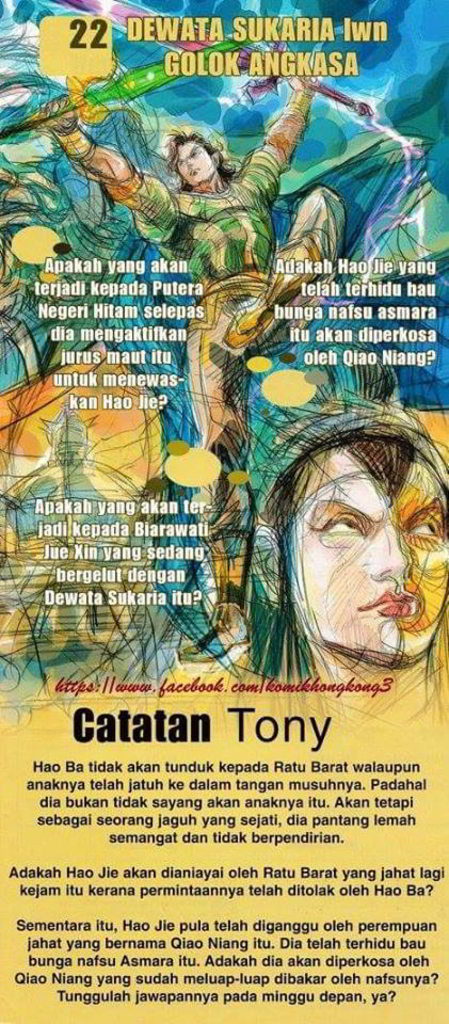 22
DEWATA SUKARIA lwn
GOLOK ANGKASA
Apakah yang akan
terjadi kepada Putera
Negeri Hitam selepas
dia mengaktifkan
jurus maut itu
untuk menewas-
kan Hao Jie?
Adakah Hao Jie yang
telah terhidu bau
bunga nafsu asmara
itu akan diperkosa
oleh Qiao Niang?
Apakah yang akan ter-
jadi kepada Biarawati
Jue Xin yang sedang
bergelut dengan
Dewata Sukaria itu?
https://www.facebook.com/komikhongkong3
Catatan Tony
Hao Ba tidak akan tunduk kepada Ratu Barat walaupun
anaknya telah jatuh ke dalam tangan musuhnya. Padahal
dia bukan tidak sayang akan anaknya itu. Akan tetapi
sebagai seorang jaguh yang sejati, dia pantang lemah
semangat dan tidak berpendirian.
Adakah Hao Jie akan dianiayai oleh Ratu Barat yang jahat lagi
kejam itu kerana permintaannya telah ditolak oleh Hao Ba?
Sementara itu, Hao Jie pula telah diganggu oleh perempuan
jahat yang bernama Qiao Niang itu. Dia telah terhidu bau
bunga nafsu Asmara itu. Adakah dia akan diperkosa oleh
Qiao Niang yang sudah meluap-luap dibakar oleh nafsunya?
Tunggulah jawapannya pada minggu depan, ya?